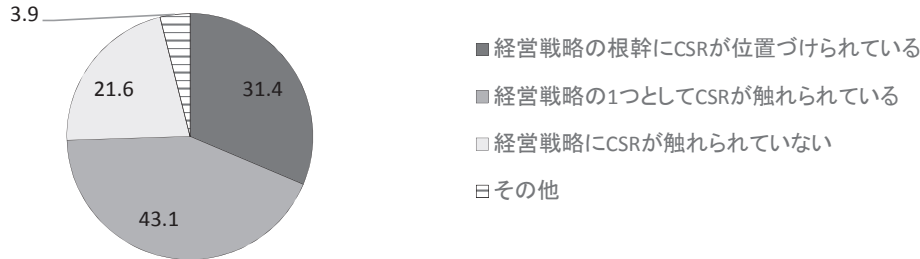 3.9
31.4
21.6
43.1
経営戦略の根幹にCSRが位置づけられている
経営戦略の1つとしてCSRが触れられている
経営戦略にCSRが触れられていない
その他